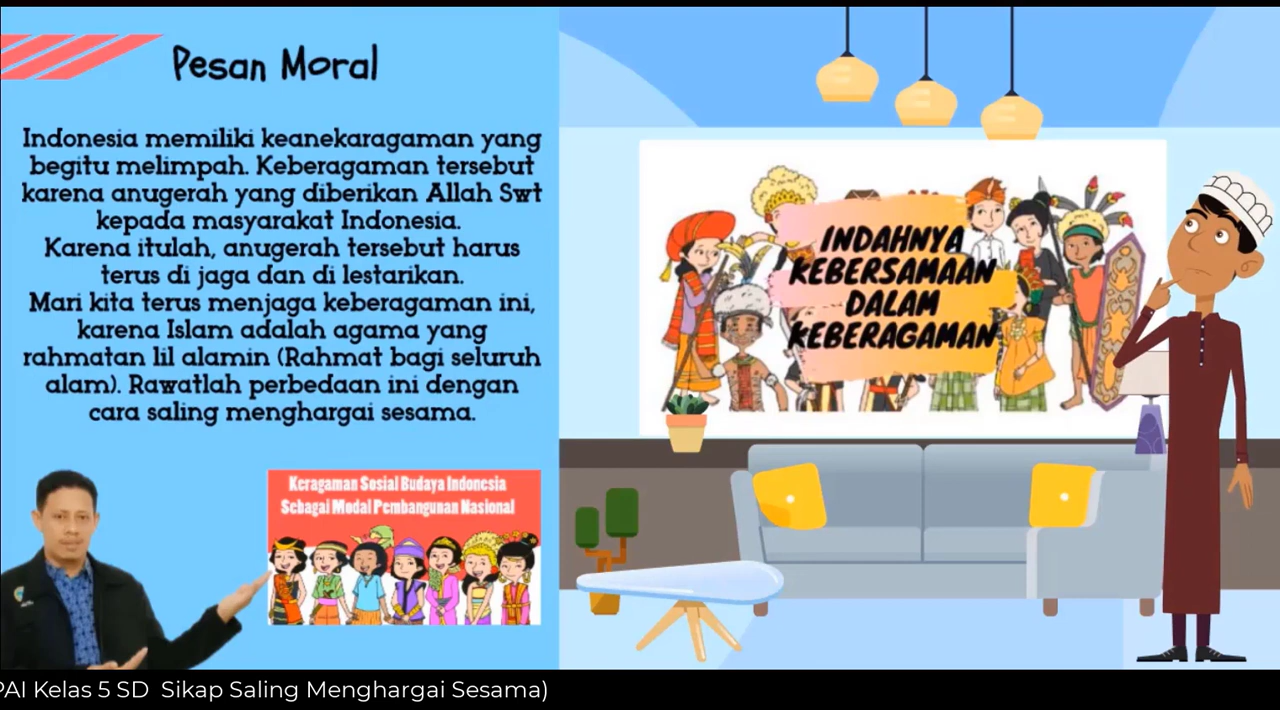 Pesan Moral
Indonesia memiliki keanekaragaman yang
begitu melimpah. Keberagaman tersebut
karena anugerah yang diberikan Allah Swt
kepada masyarakat Indonesia.
Karena itulah, anugerah tersebut harus
terus di jaga dan di lestarikan.
Mari kita terus menjaga keberagaman ini,
karena Islam adalah agama yang
rahmatan lil alamin (Rahmat bagi seluruh
alam). Rawatlah perbedaan ini dengan
cara saling menghargai sesama.
Keragaman Sosial Budaya Indonesia
Sebagai Modal Pembangunan Nasional
INDAHNYA
KEBERSAMAAN
DALAM
KEBERAGAMAN
PAI Kelas 5 SD Sikap Saling Menghargai Sesama)